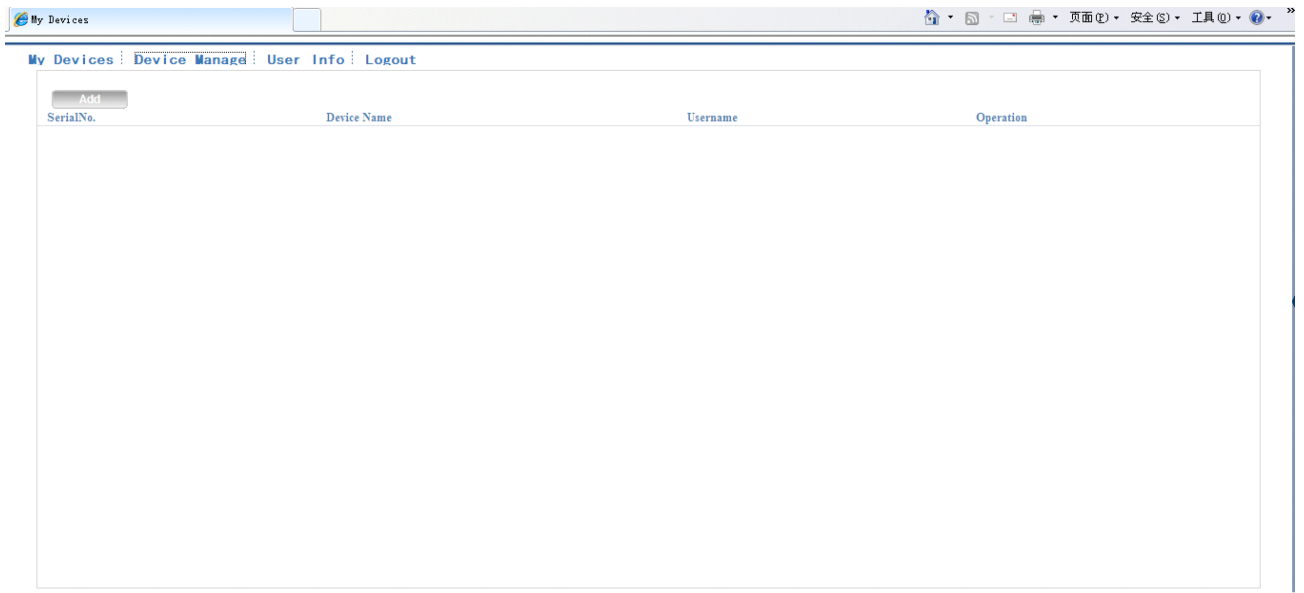 My Devices
页面(P) 安全(S) 工具(O) »
My Devices Device Manage User Info Logout
Add
SerialNo. Device Name Username Operation